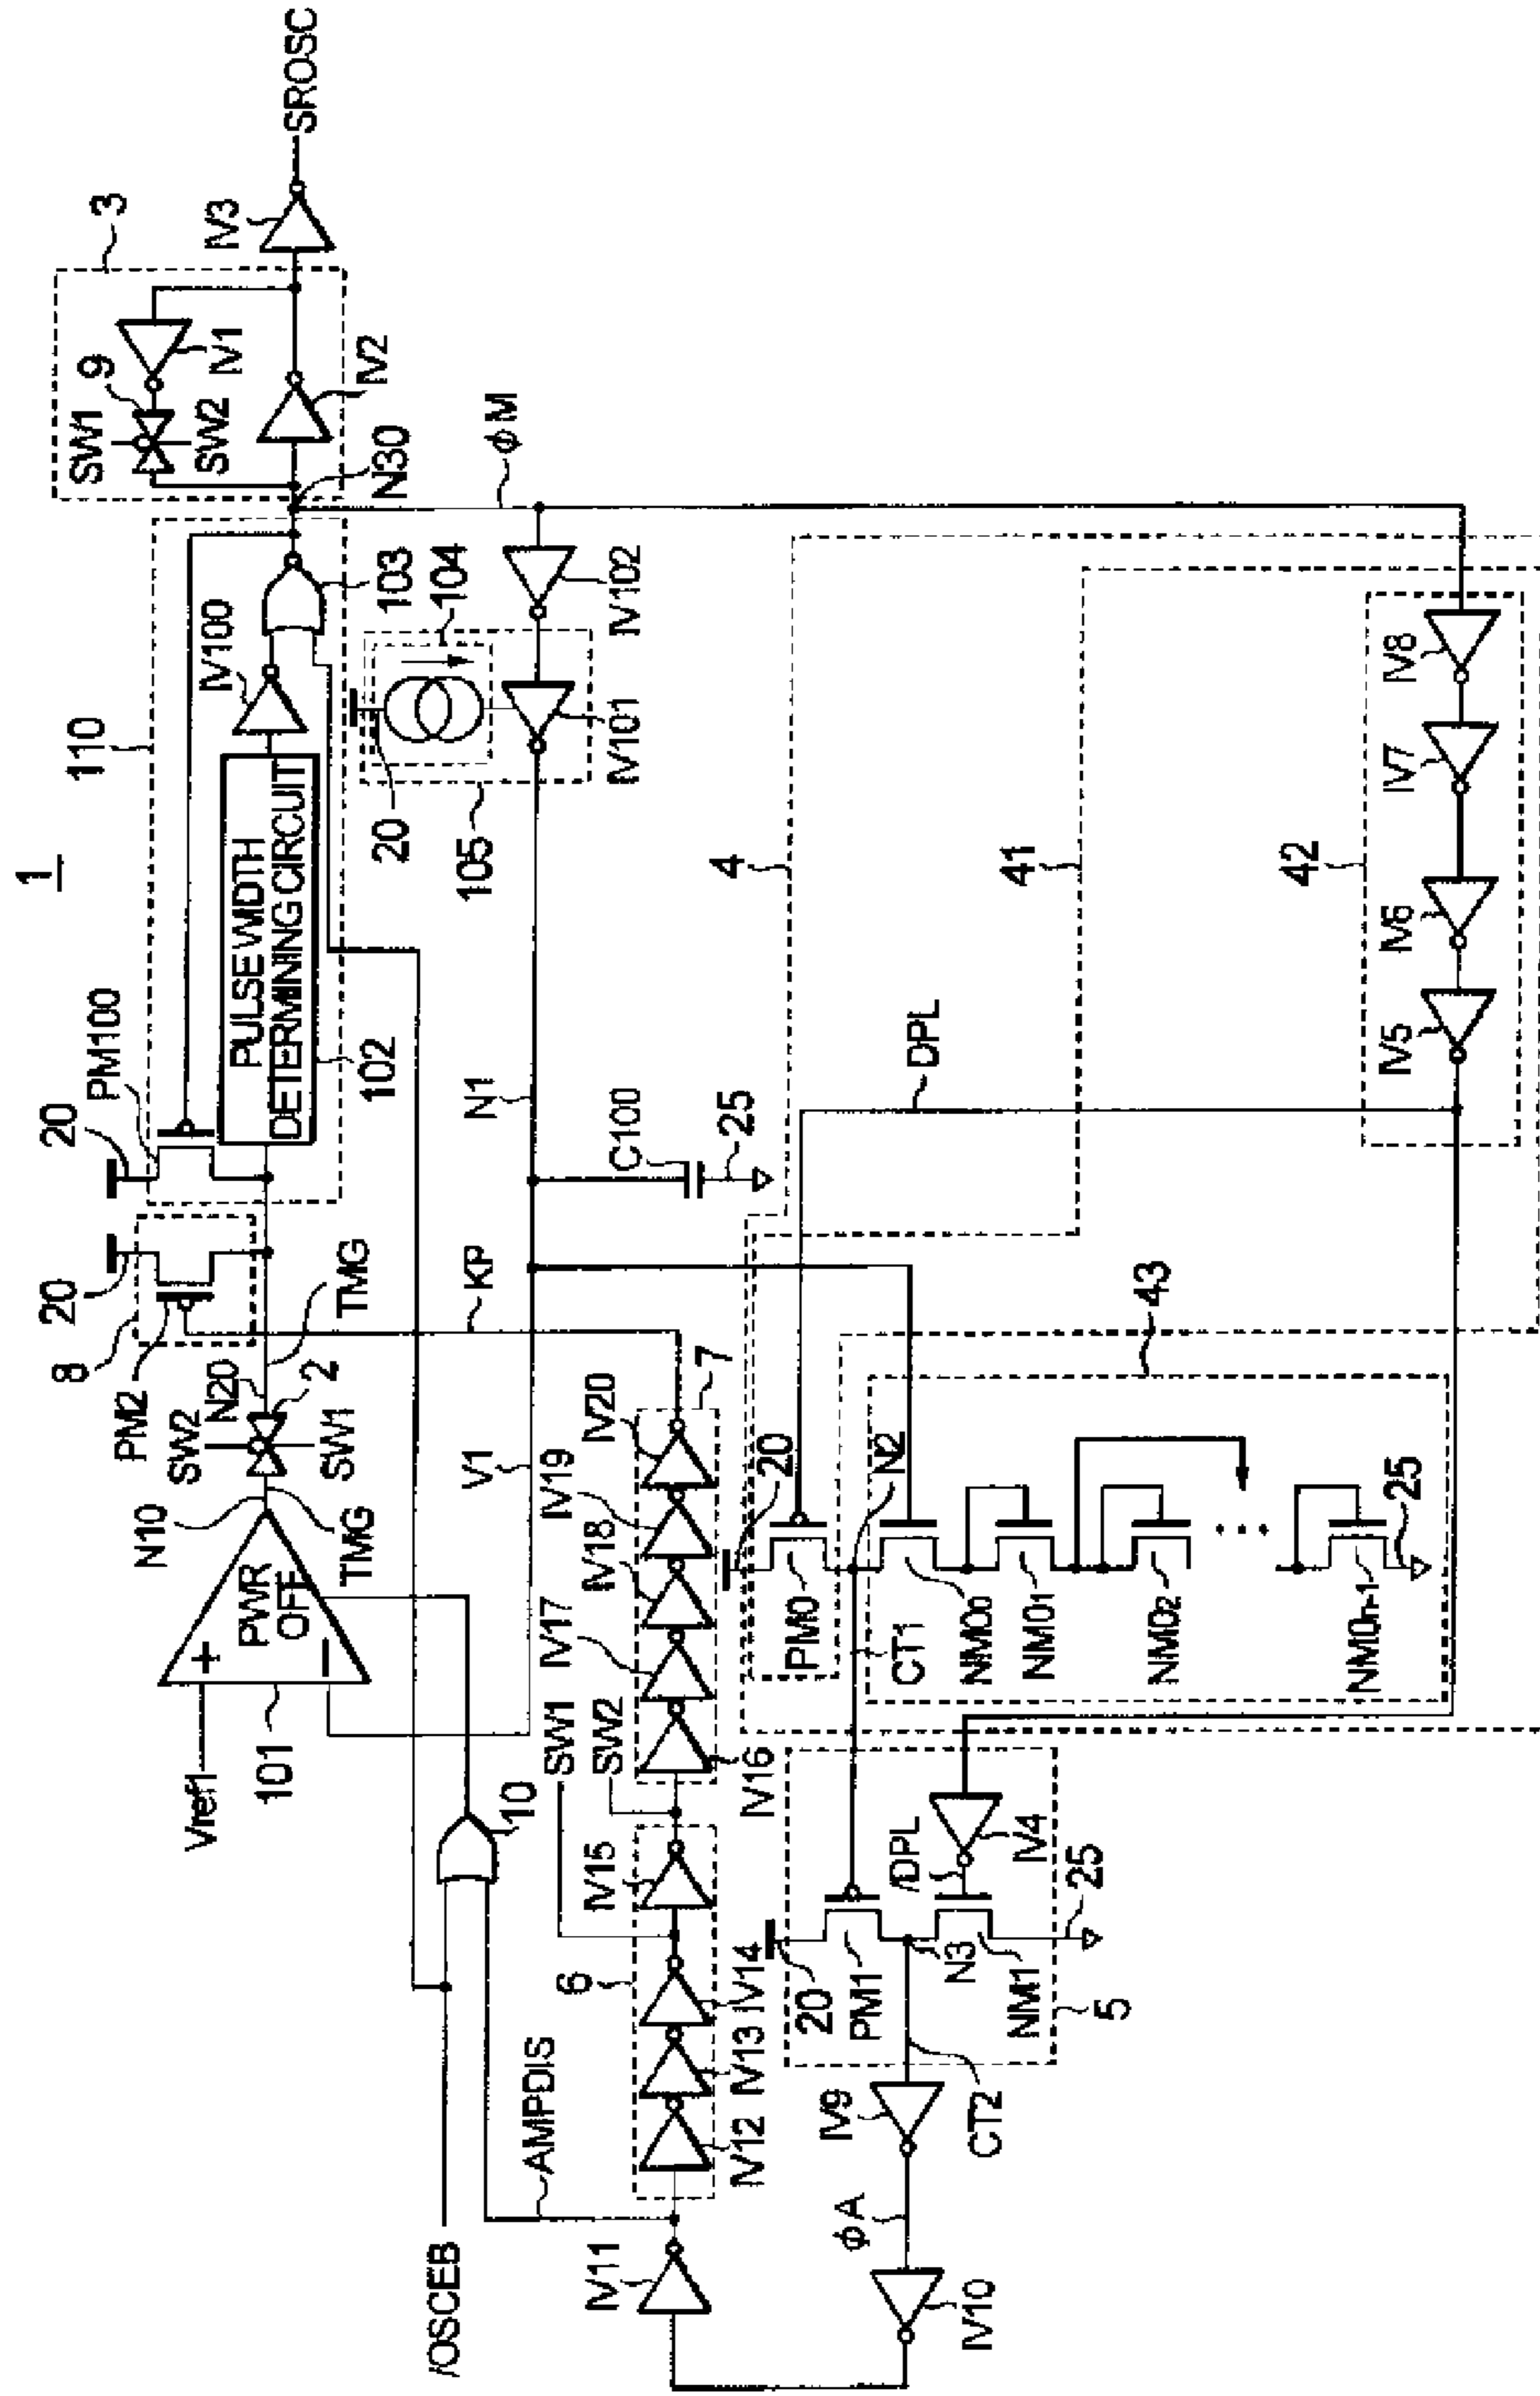 1
110
3
20
20
PM100
8
PM2
SW2
N20
2
SW1
TMG
N10
TMG
Vref1
+
PWR
OFF
−
101
PULSE WIDTH
DETERMINING CIRCUIT
102
IV100
103
SW1
9
SW2
IV1
IV2
IV3
SROSC
N30
φM
104
20
105
IV101
IV102
N1
V1
KP
C100
25
/OSCEB
10
AMPDIS
IV11
6
IV12
IV13
IV14
IV15
SW1
SW2
IV16
IV17
IV18
IV19
IV20
7
4
41
42
DPL
IV5
IV6
IV7
IV8
20
PM0
N2
CT1
43
NM00
NM01
NM02
NM0n-1
25
20
PM1
/DPL
IV4
N3
NM1
25
5
CT2
IV9
φA
IV10